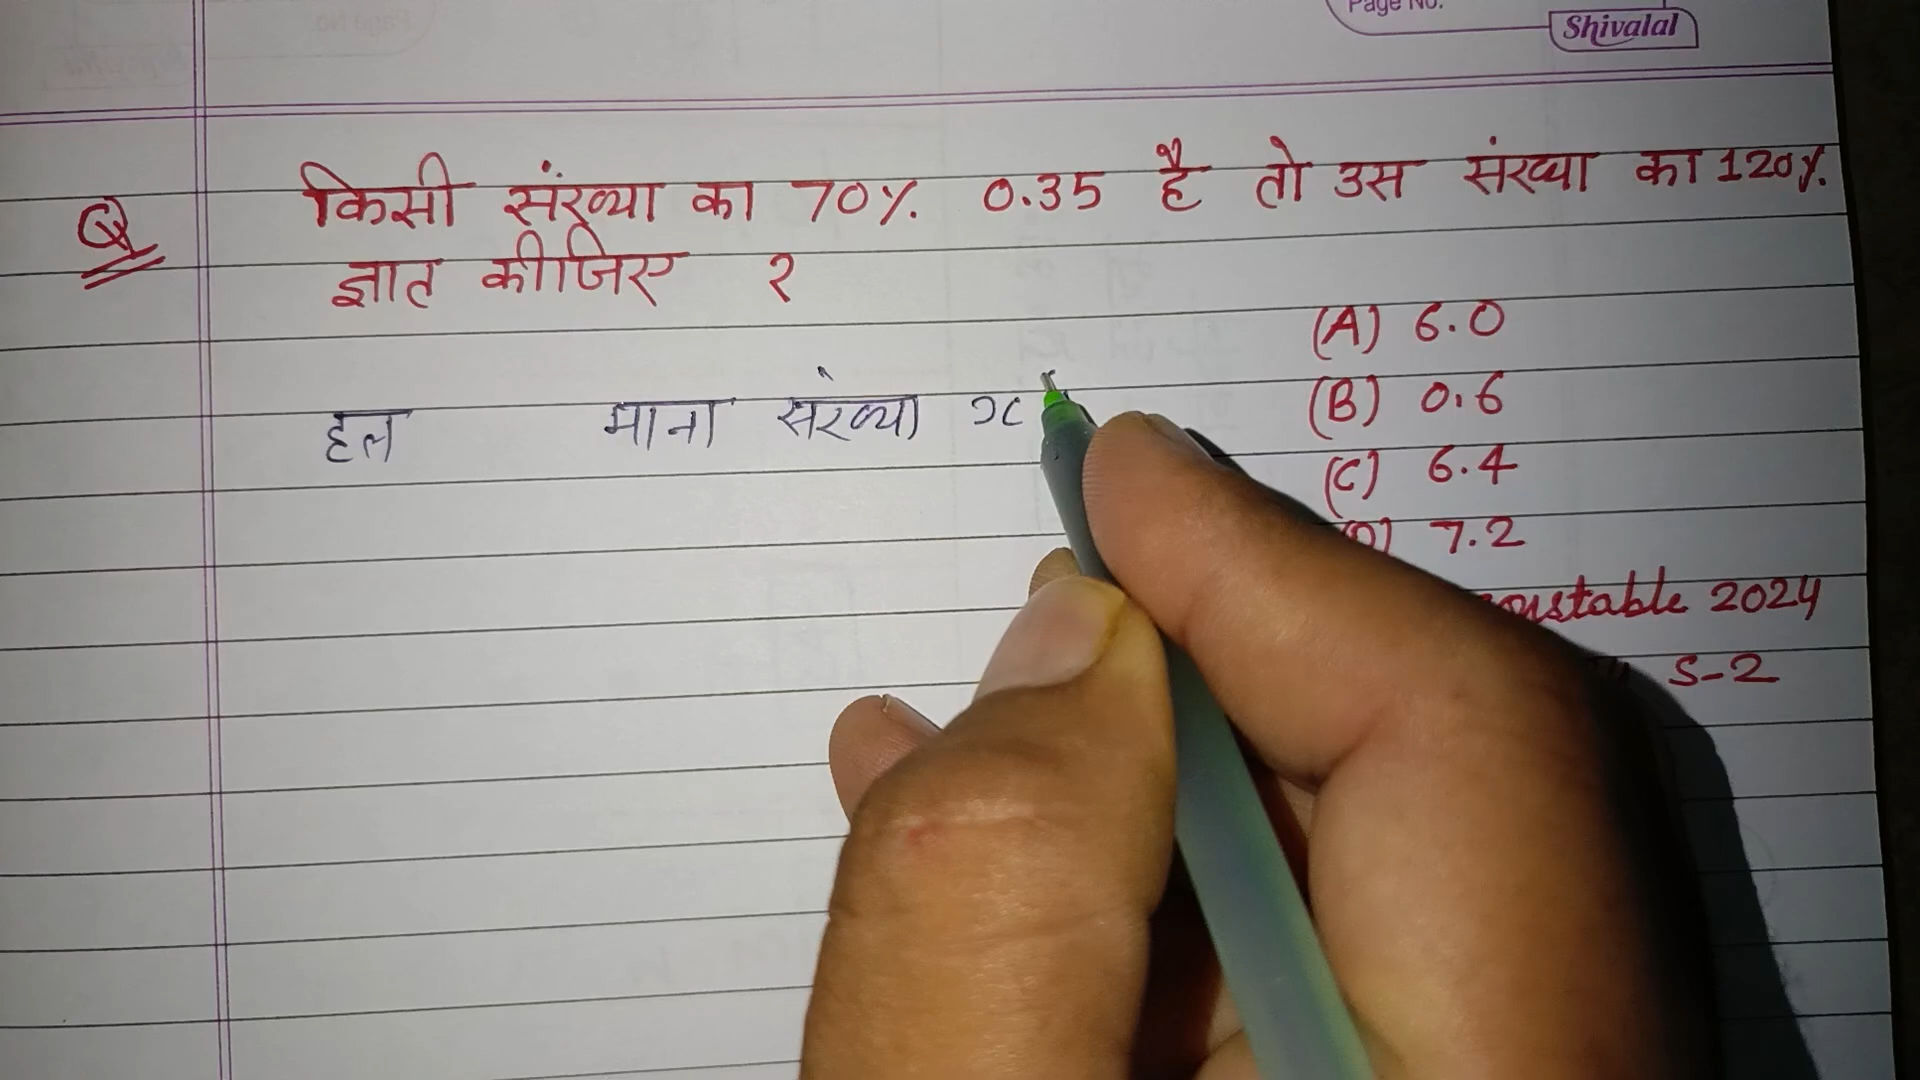 Page No.
Shivalal
Q किसी संख्या का 70% 0.35 है तो उस संख्या का 120%
ज्ञात कीजिए ?
(A) 6.0
(B) 0.6
हल माना संख्या x
(C) 6.4
(D) 7.2
2024
S-2